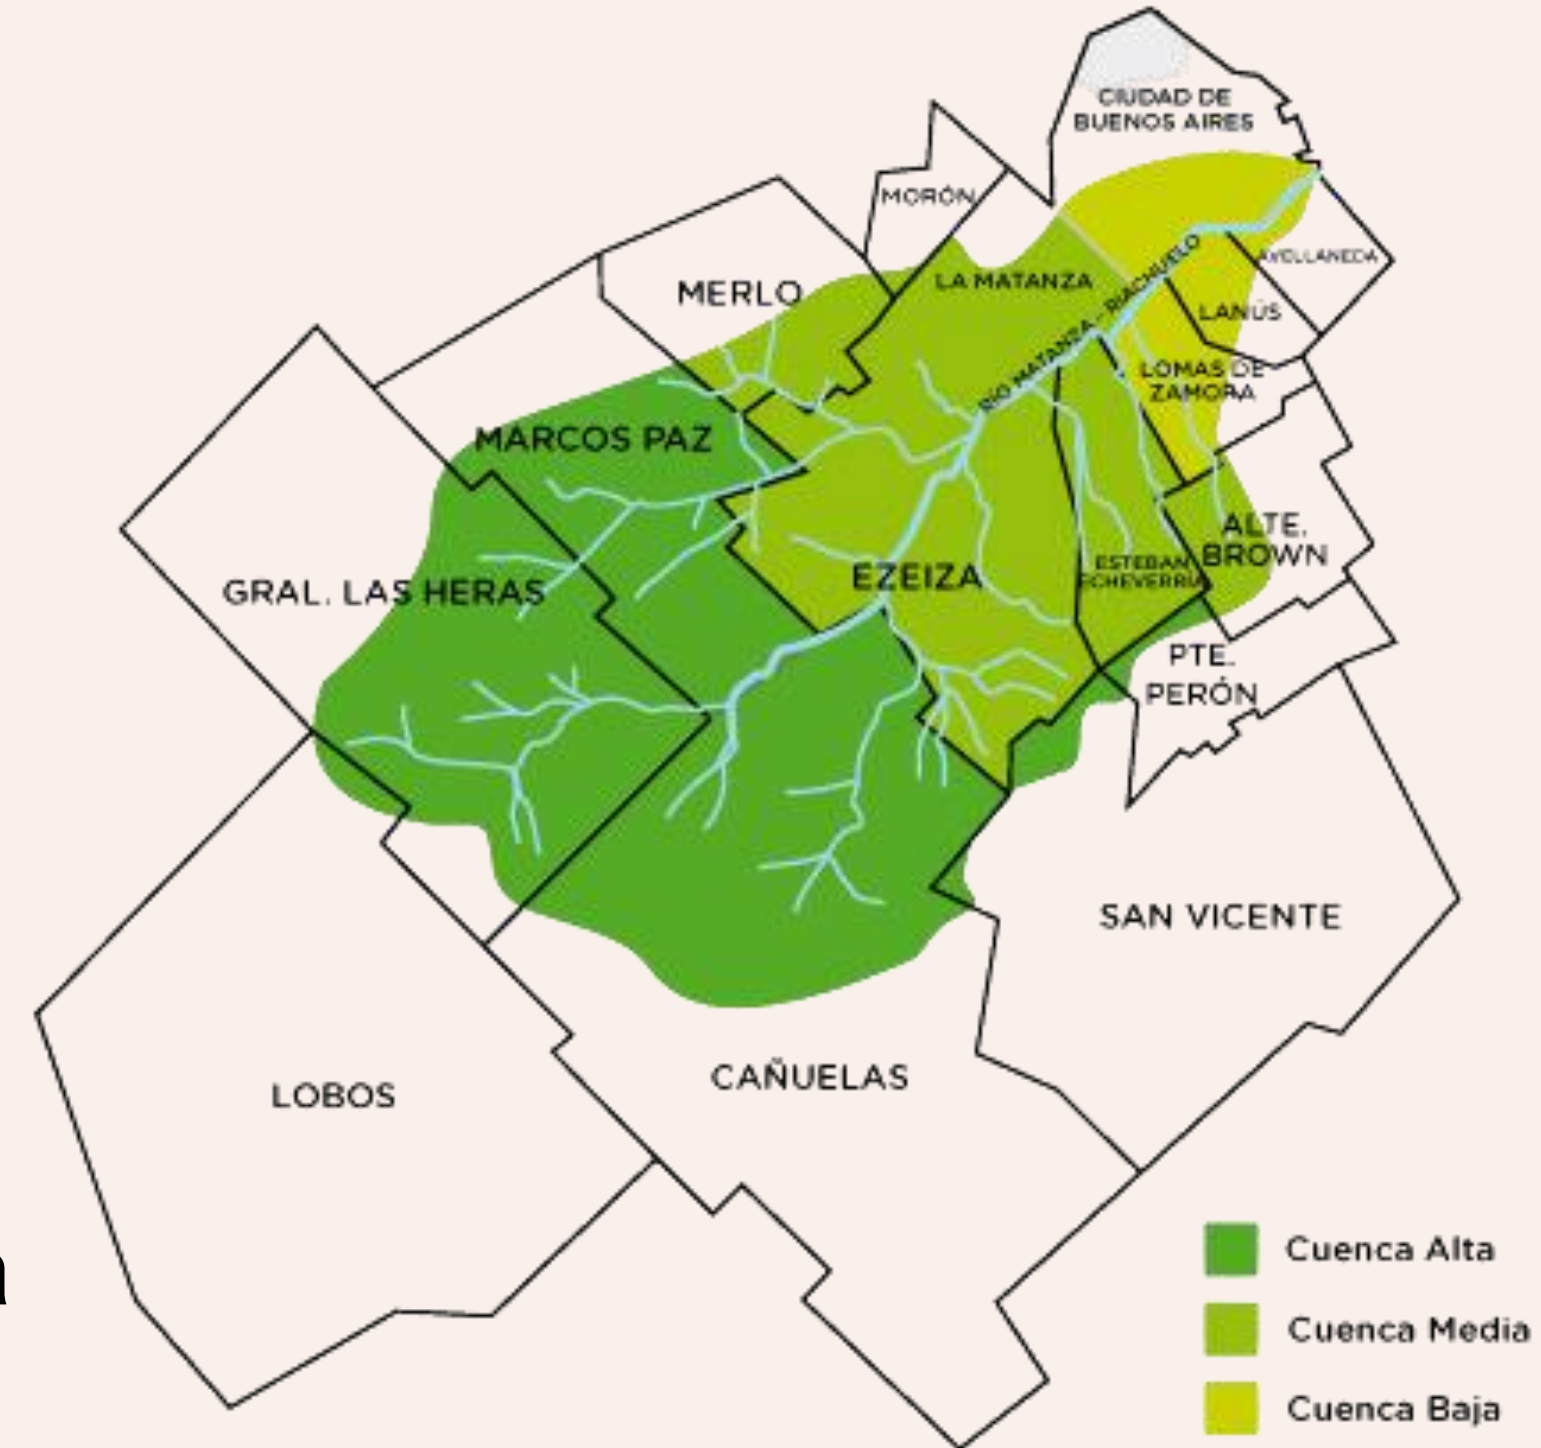 CIUDAD DE
BUENOS AIRES
MORÓN
AVELLANEDA
LA MATANZA
MERLO
RÍO MATANZA - RIACHUELO
LANÚS
LOMAS DE
ZAMORA
MARCOS PAZ
ALTE.
BROWN
ESTEBAN
ECHEVERRÍA
EZEIZA
GRAL. LAS HERAS
PTE.
PERÓN
SAN VICENTE
CAÑUELAS
LOBOS
Cuenca Alta
Cuenca Media
Cuenca Baja